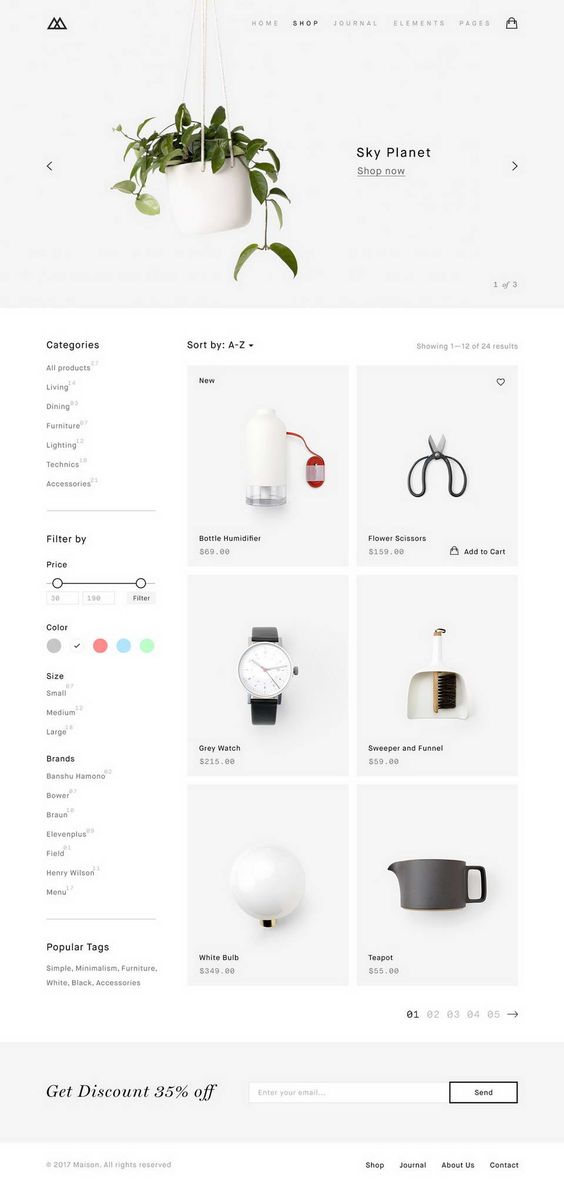 HOME SHOP JOURNAL ELEMENTS PAGES
Sky Planet
Shop now
1 of 3
Categories
All products 27
Living 14
Dining 03
Furniture 07
Lighting 12
Technics 10
Accessories 21
Filter by
Price
30 190 Filter
Color
Size
Small 07
Medium 12
Large 18
Brands
Banshu Hamono 02
Bower 07
Braun 10
Elevenplus 09
Field 01
Henry Wilson 21
Menu 17
Popular Tags
Simple, Minimalism, Furniture,
White, Black, Accessories
Sort by: A-Z
Showing 1—12 of 24 results
New
Bottle Humidifier
$69.00
Flower Scissors
$159.00 Add to Cart
Grey Watch
$215.00
Sweeper and Funnel
$59.00
White Bulb
$349.00
Teapot
$55.00
01 02 03 04 05
Get Discount 35% off
Enter your email...
Send
© 2017 Maison. All rights reserved
Shop Journal About Us Contact